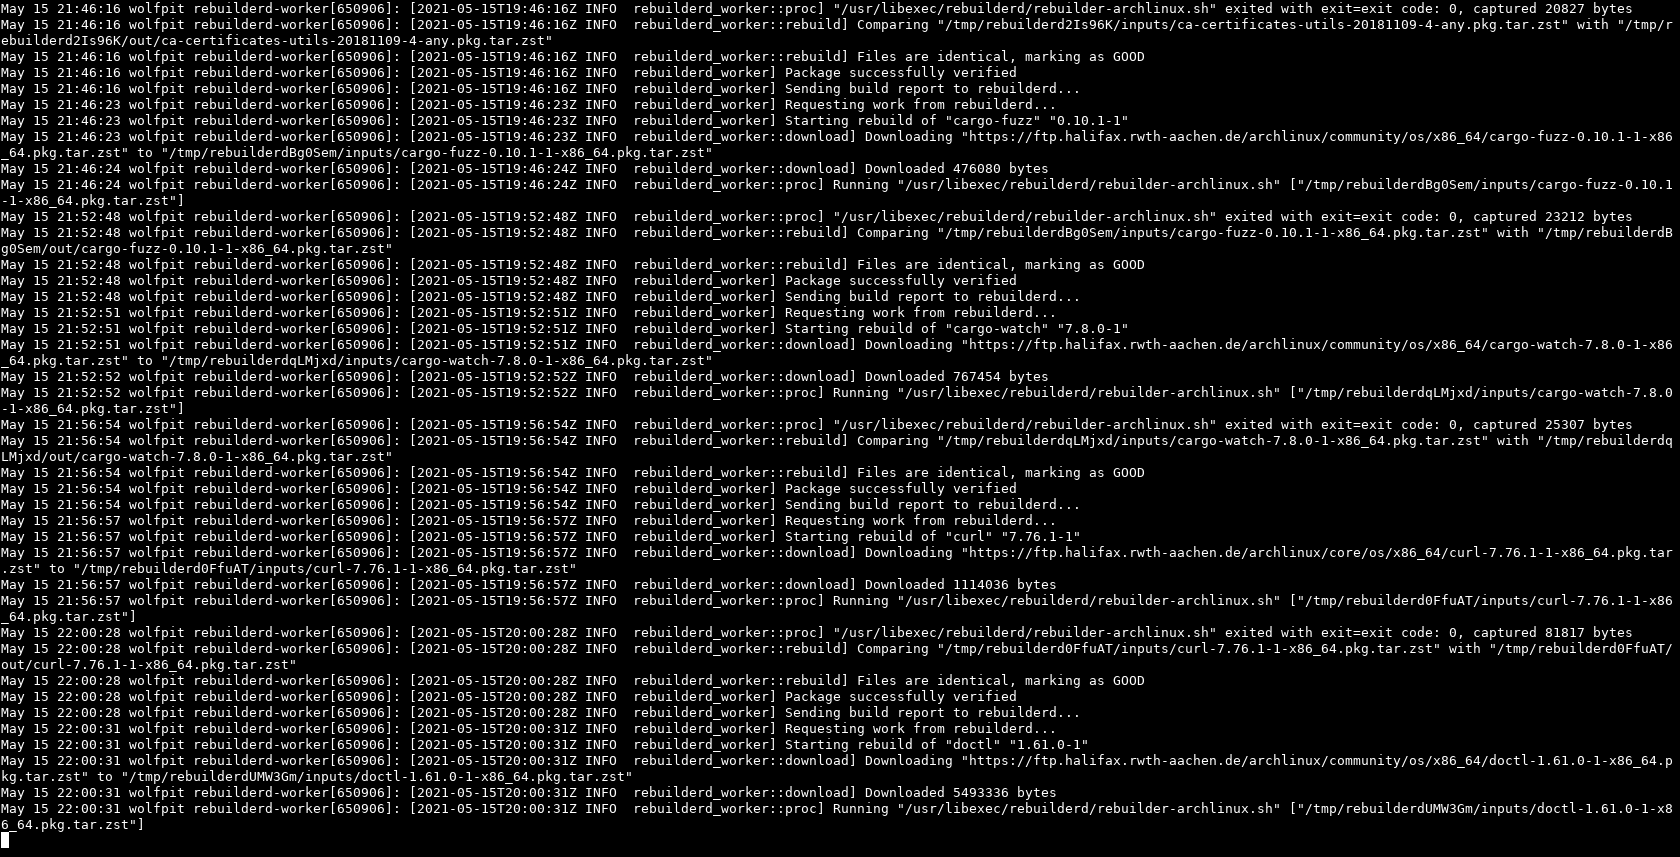 May 15 21:46:16 wolfpit rebuilderd-worker[650906]: [2021-05-15T19:46:16Z INFO  rebuilderd_worker::proc] "/usr/libexec/rebuilderd/rebuilder-archlinux.sh" exited with exit=exit code: 0, captured 20827 bytes
May 15 21:46:16 wolfpit rebuilderd-worker[650906]: [2021-05-15T19:46:16Z INFO  rebuilderd_worker::rebuild] Comparing "/tmp/rebuilderd2Is96K/inputs/ca-certificates-utils-20181109-4-any.pkg.tar.zst" with "/tmp/r
ebuilderd2Is96K/out/ca-certificates-utils-20181109-4-any.pkg.tar.zst"
May 15 21:46:16 wolfpit rebuilderd-worker[650906]: [2021-05-15T19:46:16Z INFO  rebuilderd_worker::rebuild] Files are identical, marking as GOOD
May 15 21:46:16 wolfpit rebuilderd-worker[650906]: [2021-05-15T19:46:16Z INFO  rebuilderd_worker] Package successfully verified
May 15 21:46:16 wolfpit rebuilderd-worker[650906]: [2021-05-15T19:46:16Z INFO  rebuilderd_worker] Sending build report to rebuilderd...
May 15 21:46:23 wolfpit rebuilderd-worker[650906]: [2021-05-15T19:46:23Z INFO  rebuilderd_worker] Requesting work from rebuilderd...
May 15 21:46:23 wolfpit rebuilderd-worker[650906]: [2021-05-15T19:46:23Z INFO  rebuilderd_worker] Starting rebuild of "cargo-fuzz" "0.10.1-1"
May 15 21:46:23 wolfpit rebuilderd-worker[650906]: [2021-05-15T19:46:23Z INFO  rebuilderd_worker::download] Downloading "https://ftp.halifax.rwth-aachen.de/archlinux/community/os/x86_64/cargo-fuzz-0.10.1-1-x86
_64.pkg.tar.zst" to "/tmp/rebuilderdBg0Sem/inputs/cargo-fuzz-0.10.1-1-x86_64.pkg.tar.zst"
May 15 21:46:24 wolfpit rebuilderd-worker[650906]: [2021-05-15T19:46:24Z INFO  rebuilderd_worker::download] Downloaded 476080 bytes
May 15 21:46:24 wolfpit rebuilderd-worker[650906]: [2021-05-15T19:46:24Z INFO  rebuilderd_worker::proc] Running "/usr/libexec/rebuilderd/rebuilder-archlinux.sh" ["/tmp/rebuilderdBg0Sem/inputs/cargo-fuzz-0.10.1
-1-x86_64.pkg.tar.zst"]
May 15 21:52:48 wolfpit rebuilderd-worker[650906]: [2021-05-15T19:52:48Z INFO  rebuilderd_worker::proc] "/usr/libexec/rebuilderd/rebuilder-archlinux.sh" exited with exit=exit code: 0, captured 23212 bytes
May 15 21:52:48 wolfpit rebuilderd-worker[650906]: [2021-05-15T19:52:48Z INFO  rebuilderd_worker::rebuild] Comparing "/tmp/rebuilderdBg0Sem/inputs/cargo-fuzz-0.10.1-1-x86_64.pkg.tar.zst" with "/tmp/rebuilderdB
g0Sem/out/cargo-fuzz-0.10.1-1-x86_64.pkg.tar.zst"
May 15 21:52:48 wolfpit rebuilderd-worker[650906]: [2021-05-15T19:52:48Z INFO  rebuilderd_worker::rebuild] Files are identical, marking as GOOD
May 15 21:52:48 wolfpit rebuilderd-worker[650906]: [2021-05-15T19:52:48Z INFO  rebuilderd_worker] Package successfully verified
May 15 21:52:48 wolfpit rebuilderd-worker[650906]: [2021-05-15T19:52:48Z INFO  rebuilderd_worker] Sending build report to rebuilderd...
May 15 21:52:51 wolfpit rebuilderd-worker[650906]: [2021-05-15T19:52:51Z INFO  rebuilderd_worker] Requesting work from rebuilderd...
May 15 21:52:51 wolfpit rebuilderd-worker[650906]: [2021-05-15T19:52:51Z INFO  rebuilderd_worker] Starting rebuild of "cargo-watch" "7.8.0-1"
May 15 21:52:51 wolfpit rebuilderd-worker[650906]: [2021-05-15T19:52:51Z INFO  rebuilderd_worker::download] Downloading "https://ftp.halifax.rwth-aachen.de/archlinux/community/os/x86_64/cargo-watch-7.8.0-1-x86
_64.pkg.tar.zst" to "/tmp/rebuilderdqLMjxd/inputs/cargo-watch-7.8.0-1-x86_64.pkg.tar.zst"
May 15 21:52:52 wolfpit rebuilderd-worker[650906]: [2021-05-15T19:52:52Z INFO  rebuilderd_worker::download] Downloaded 767454 bytes
May 15 21:52:52 wolfpit rebuilderd-worker[650906]: [2021-05-15T19:52:52Z INFO  rebuilderd_worker::proc] Running "/usr/libexec/rebuilderd/rebuilder-archlinux.sh" ["/tmp/rebuilderdqLMjxd/inputs/cargo-watch-7.8.0
-1-x86_64.pkg.tar.zst"]
May 15 21:56:54 wolfpit rebuilderd-worker[650906]: [2021-05-15T19:56:54Z INFO  rebuilderd_worker::proc] "/usr/libexec/rebuilderd/rebuilder-archlinux.sh" exited with exit=exit code: 0, captured 25307 bytes
May 15 21:56:54 wolfpit rebuilderd-worker[650906]: [2021-05-15T19:56:54Z INFO  rebuilderd_worker::rebuild] Comparing "/tmp/rebuilderdqLMjxd/inputs/cargo-watch-7.8.0-1-x86_64.pkg.tar.zst" with "/tmp/rebuilderdq
LMjxd/out/cargo-watch-7.8.0-1-x86_64.pkg.tar.zst"
May 15 21:56:54 wolfpit rebuilderd-worker[650906]: [2021-05-15T19:56:54Z INFO  rebuilderd_worker::rebuild] Files are identical, marking as GOOD
May 15 21:56:54 wolfpit rebuilderd-worker[650906]: [2021-05-15T19:56:54Z INFO  rebuilderd_worker] Package successfully verified
May 15 21:56:54 wolfpit rebuilderd-worker[650906]: [2021-05-15T19:56:54Z INFO  rebuilderd_worker] Sending build report to rebuilderd...
May 15 21:56:57 wolfpit rebuilderd-worker[650906]: [2021-05-15T19:56:57Z INFO  rebuilderd_worker] Requesting work from rebuilderd...
May 15 21:56:57 wolfpit rebuilderd-worker[650906]: [2021-05-15T19:56:57Z INFO  rebuilderd_worker] Starting rebuild of "curl" "7.76.1-1"
May 15 21:56:57 wolfpit rebuilderd-worker[650906]: [2021-05-15T19:56:57Z INFO  rebuilderd_worker::download] Downloading "https://ftp.halifax.rwth-aachen.de/archlinux/core/os/x86_64/curl-7.76.1-1-x86_64.pkg.tar
.zst" to "/tmp/rebuilderd0FfuAT/inputs/curl-7.76.1-1-x86_64.pkg.tar.zst"
May 15 21:56:57 wolfpit rebuilderd-worker[650906]: [2021-05-15T19:56:57Z INFO  rebuilderd_worker::download] Downloaded 1114036 bytes
May 15 21:56:57 wolfpit rebuilderd-worker[650906]: [2021-05-15T19:56:57Z INFO  rebuilderd_worker::proc] Running "/usr/libexec/rebuilderd/rebuilder-archlinux.sh" ["/tmp/rebuilderd0FfuAT/inputs/curl-7.76.1-1-x86
_64.pkg.tar.zst"]
May 15 22:00:28 wolfpit rebuilderd-worker[650906]: [2021-05-15T20:00:28Z INFO  rebuilderd_worker::proc] "/usr/libexec/rebuilderd/rebuilder-archlinux.sh" exited with exit=exit code: 0, captured 81817 bytes
May 15 22:00:28 wolfpit rebuilderd-worker[650906]: [2021-05-15T20:00:28Z INFO  rebuilderd_worker::rebuild] Comparing "/tmp/rebuilderd0FfuAT/inputs/curl-7.76.1-1-x86_64.pkg.tar.zst" with "/tmp/rebuilderd0FfuAT/
out/curl-7.76.1-1-x86_64.pkg.tar.zst"
May 15 22:00:28 wolfpit rebuilderd-worker[650906]: [2021-05-15T20:00:28Z INFO  rebuilderd_worker::rebuild] Files are identical, marking as GOOD
May 15 22:00:28 wolfpit rebuilderd-worker[650906]: [2021-05-15T20:00:28Z INFO  rebuilderd_worker] Package successfully verified
May 15 22:00:28 wolfpit rebuilderd-worker[650906]: [2021-05-15T20:00:28Z INFO  rebuilderd_worker] Sending build report to rebuilderd...
May 15 22:00:31 wolfpit rebuilderd-worker[650906]: [2021-05-15T20:00:31Z INFO  rebuilderd_worker] Requesting work from rebuilderd...
May 15 22:00:31 wolfpit rebuilderd-worker[650906]: [2021-05-15T20:00:31Z INFO  rebuilderd_worker] Starting rebuild of "doctl" "1.61.0-1"
May 15 22:00:31 wolfpit rebuilderd-worker[650906]: [2021-05-15T20:00:31Z INFO  rebuilderd_worker::download] Downloading "https://ftp.halifax.rwth-aachen.de/archlinux/community/os/x86_64/doctl-1.61.0-1-x86_64.p
kg.tar.zst" to "/tmp/rebuilderdUMW3Gm/inputs/doctl-1.61.0-1-x86_64.pkg.tar.zst"
May 15 22:00:31 wolfpit rebuilderd-worker[650906]: [2021-05-15T20:00:31Z INFO  rebuilderd_worker::download] Downloaded 5493336 bytes
May 15 22:00:31 wolfpit rebuilderd-worker[650906]: [2021-05-15T20:00:31Z INFO  rebuilderd_worker::proc] Running "/usr/libexec/rebuilderd/rebuilder-archlinux.sh" ["/tmp/rebuilderdUMW3Gm/inputs/doctl-1.61.0-1-x8
6_64.pkg.tar.zst"]